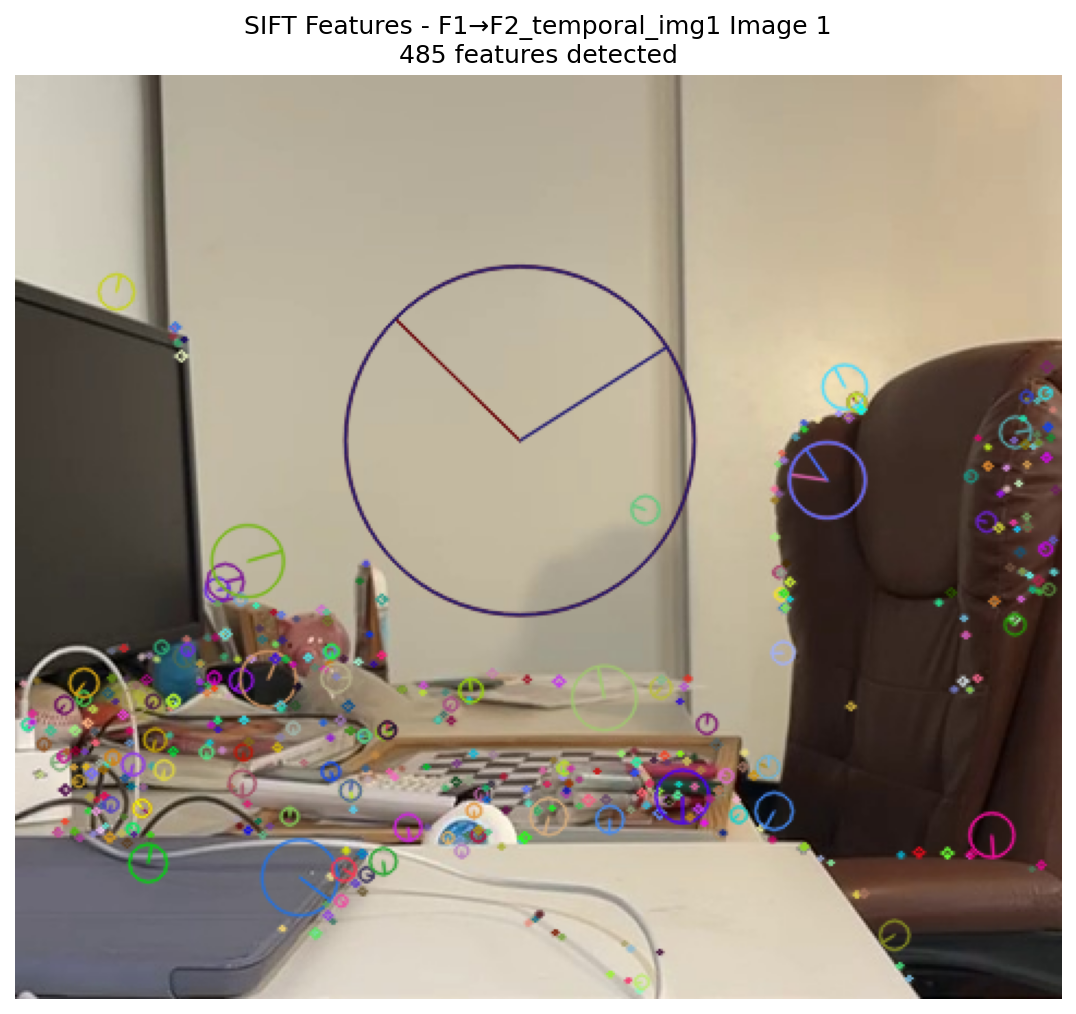 SIFT Features - F1→F2_temporal_img1 Image 1
485 features detected